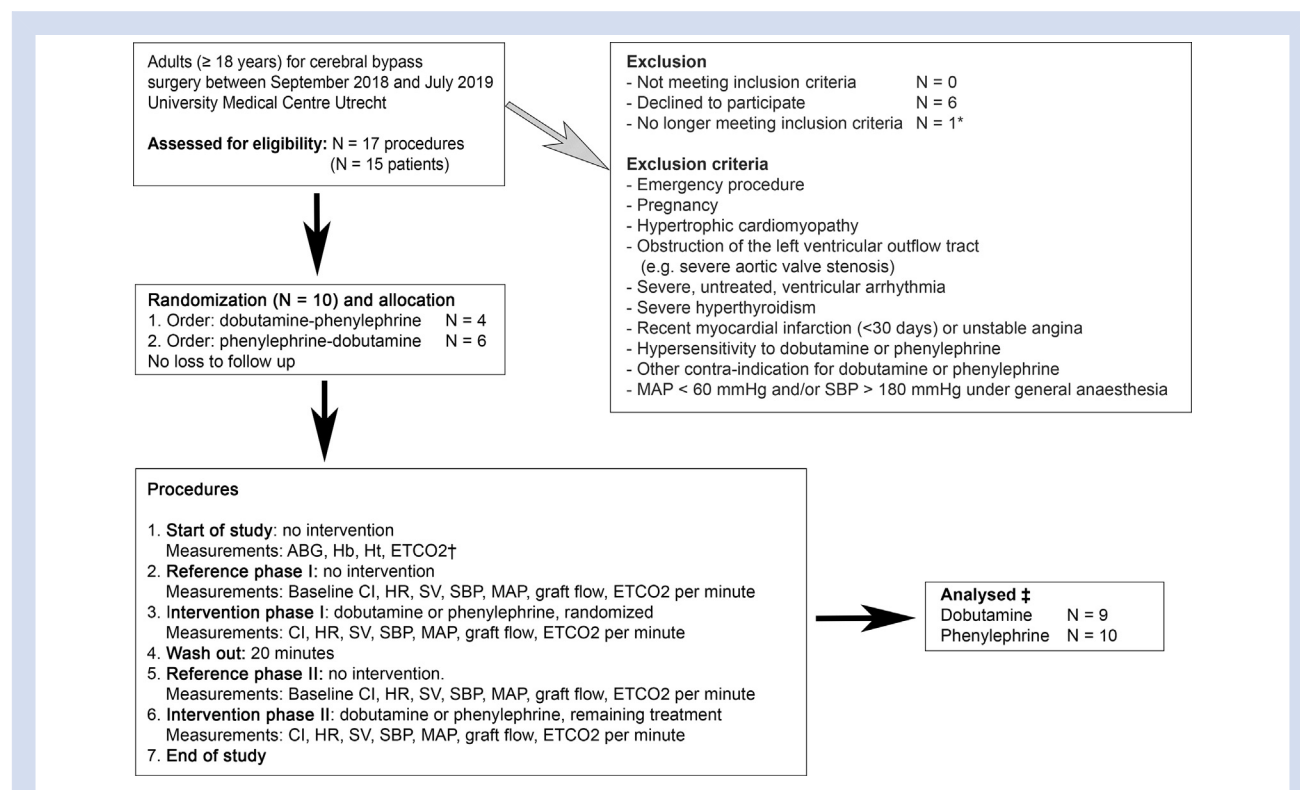 Adults (≥ 18 years) for cerebral bypass
surgery between September 2018 and July 2019
University Medical Centre Utrecht
Assessed for eligibility: N = 17 procedures
(N = 15 patients)
Exclusion
- Not meeting inclusion criteria N = 0
- Declined to participate N = 6
- No longer meeting inclusion criteria N = 1*
Exclusion criteria
- Emergency procedure
- Pregnancy
- Hypertrophic cardiomyopathy
- Obstruction of the left ventricular outflow tract
(e.g. severe aortic valve stenosis)
- Severe, untreated, ventricular arrhythmia
- Severe hyperthyroidism
- Recent myocardial infarction (<30 days) or unstable angina
- Hypersensitivity to dobutamine or phenylephrine
- Other contra-indication for dobutamine or phenylephrine
- MAP < 60 mmHg and/or SBP > 180 mmHg under general anaesthesia
Randomization (N = 10) and allocation
1. Order: dobutamine-phenylephrine N = 4
2. Order: phenylephrine-dobutamine N = 6
No loss to follow up
Procedures
1. Start of study: no intervention
Measurements: ABG, Hb, Ht, ETCO2†
2. Reference phase I: no intervention
Measurements: Baseline CI, HR, SV, SBP, MAP, graft flow, ETCO2 per minute
3. Intervention phase I: dobutamine or phenylephrine, randomized
Measurements: CI, HR, SV, SBP, MAP, graft flow, ETCO2 per minute
4. Wash out: 20 minutes
5. Reference phase II: no intervention.
Measurements: Baseline CI, HR, SV, SBP, MAP, graft flow, ETCO2 per minute
6. Intervention phase II: dobutamine or phenylephrine, remaining treatment
Measurements: CI, HR, SV, SBP, MAP, graft flow, ETCO2 per minute
7. End of study
Analysed ‡
Dobutamine N = 9
Phenylephrine N = 10